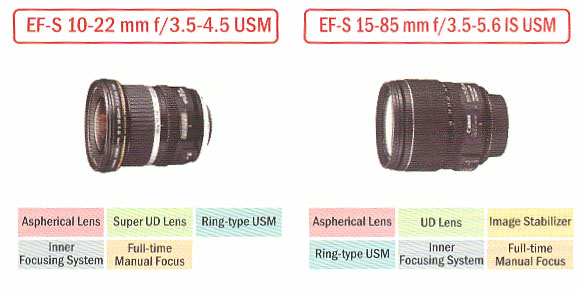 EF-S 10-22 mm f/3.5-4.5 USM
Aspherical Lens
Super UD Lens
Ring-type USM
Inner
Focusing System
Full-time
Manual Focus
EF-S 15-85 mm f/3.5-5.6 IS USM
Canon
Aspherical Lens
UD Lens
Image Stabilizer
Ring-type USM
Inner
Focusing System
Full-time
Manual Focus